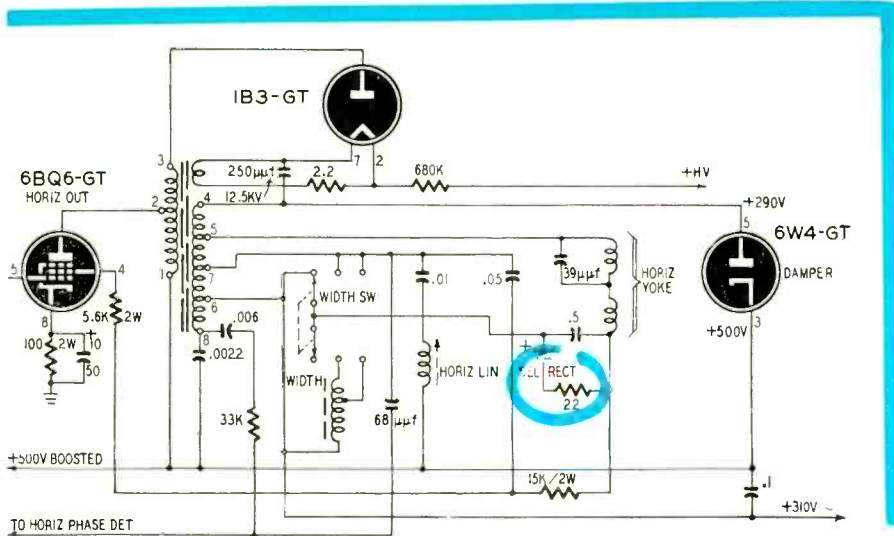 1B3-GT
3
7
2
250μμf
2.2
680K
+HV
12.5KV
6BQ6-GT
HORIZ OUT
2
4
+290V
5
5
6W4-GT
39μμf
HORIZ
YOKE
DAMPER
5
4
7
.01
.05
1
WIDTH SW
6
5.6K
2W
.006
.5
+500V
3
8
+
10
50
100
2W
8
.0022
WIDTH
HORIZ LIN
+
RECT
22
33K
68μμf
+500V BOOSTED
15K/2W
.1
+310V
TO HORIZ PHASE DET